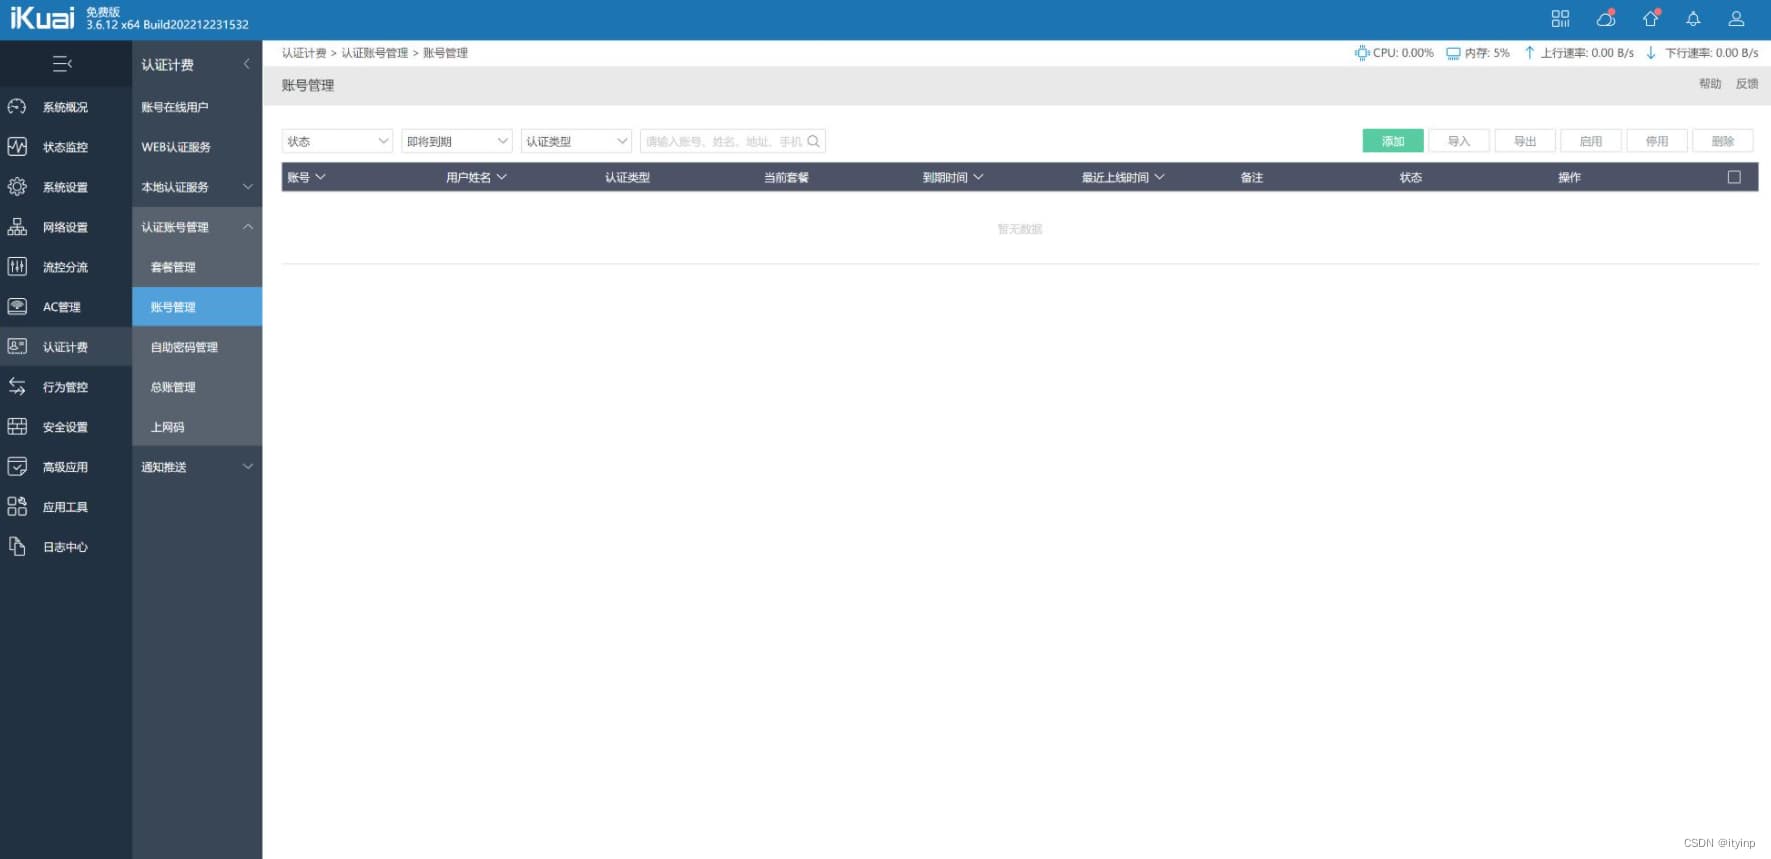 iKuai 免费版
3.6.12 x64 Build202212231532
认证计费
系统概况
状态监控
系统设置
网络设置
流控分流
AC管理
认证计费
行为管控
安全设置
高级应用
应用工具
日志中心
账号在线用户
WEB认证服务
本地认证服务
认证账号管理
套餐管理
账号管理
自助密码管理
总账管理
上网码
通知推送
认证计费 > 认证账号管理 > 账号管理
CPU: 0.00% 内存: 5% 上行速率: 0.00 B/s 下行速率: 0.00 B/s
账号管理 帮助 反馈
状态 即将到期 认证类型 请输入账号、姓名、地址、手机 添加 导入 导出 启用 停用 删除
账号 用户姓名 认证类型 当前套餐 到期时间 最近上线时间 备注 状态 操作
暂无数据
CSDN @ityinp